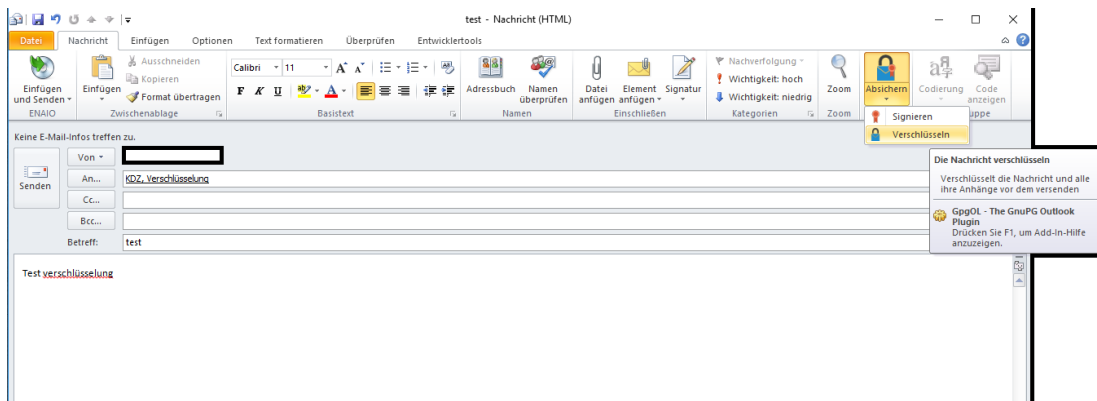 test - Nachricht (HTML)
Datei Nachricht Einfügen Optionen Text formatieren Überprüfen Entwicklertools
Einfügen und Senden
ENAIO
Einfügen
Ausschneiden
Kopieren
Format übertragen
Zwischenablage
Calibri 11
F K U
Basistext
Adressbuch
Namen überprüfen
Namen
Datei anfügen
Element anfügen
Signatur
Einschließen
Nachverfolgung
Wichtigkeit: hoch
Wichtigkeit: niedrig
Kategorien
Zoom
Zoom
Absichern
Codierung
Code anzeigen
uppe
Signieren
Verschlüsseln
Die Nachricht verschlüsseln
Verschlüsselt die Nachricht und alle
ihre Anhänge vor dem versenden
GpgOL - The GnuPG Outlook
Plugin
Drücken Sie F1, um Add-In-Hilfe
anzuzeigen.
Keine E-Mail-Infos treffen zu.
Senden
Von
An... KDZ, Verschlüsselung
Cc...
Bcc...
Betreff: test
Test verschlüsselung